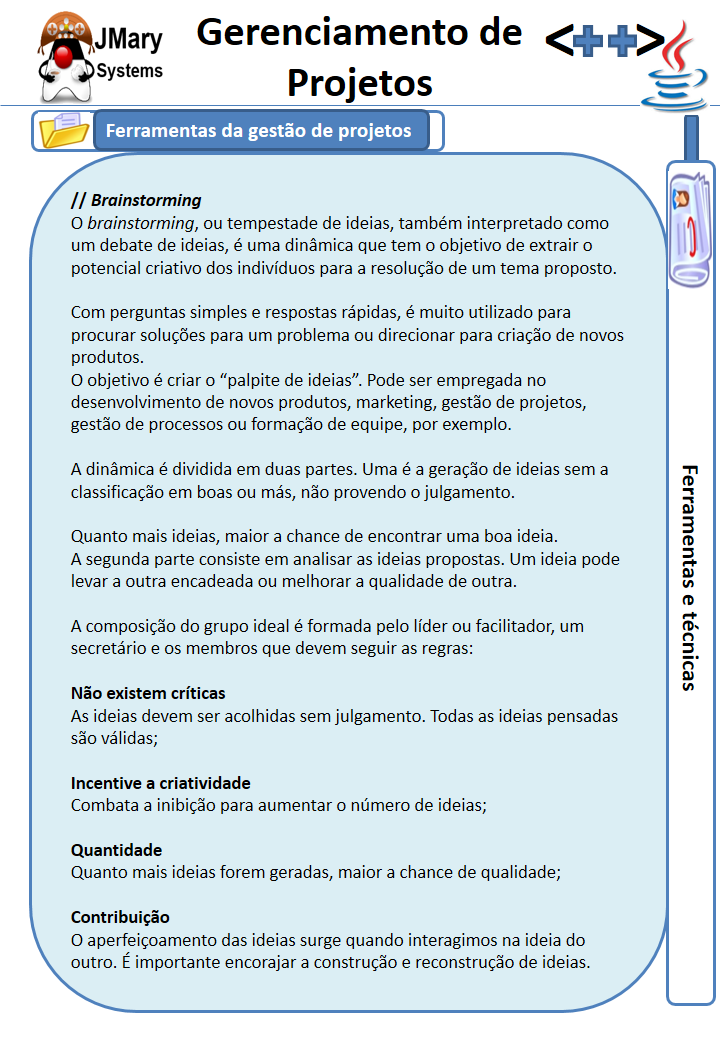 JMary
Systems
Gerenciamento de
Projetos
<++>
Ferramentas da gestão de projetos
// Brainstorming
O brainstorming, ou tempestade de ideias, também interpretado como
um debate de ideias, é uma dinâmica que tem o objetivo de extrair o
potencial criativo dos indivíduos para a resolução de um tema proposto.
Com perguntas simples e respostas rápidas, é muito utilizado para
procurar soluções para um problema ou direcionar para criação de novos
produtos.
O objetivo é criar o “palpite de ideias”. Pode ser empregada no
desenvolvimento de novos produtos, marketing, gestão de projetos,
gestão de processos ou formação de equipe, por exemplo.
A dinâmica é dividida em duas partes. Uma é a geração de ideias sem a
classificação em boas ou más, não provendo o julgamento.
Quanto mais ideias, maior a chance de encontrar uma boa ideia.
A segunda parte consiste em analisar as ideias propostas. Um ideia pode
levar a outra encadeada ou melhorar a qualidade de outra.
A composição do grupo ideal é formada pelo líder ou facilitador, um
secretário e os membros que devem seguir as regras:
Não existem críticas
As ideias devem ser acolhidas sem julgamento. Todas as ideias pensadas
são válidas;
Incentive a criatividade
Combata a inibição para aumentar o número de ideias;
Quantidade
Quanto mais ideias forem geradas, maior a chance de qualidade;
Contribuição
O aperfeiçoamento das ideias surge quando interagimos na ideia do
outro. É importante encorajar a construção e reconstrução de ideias.
Ferramentas e técnicas